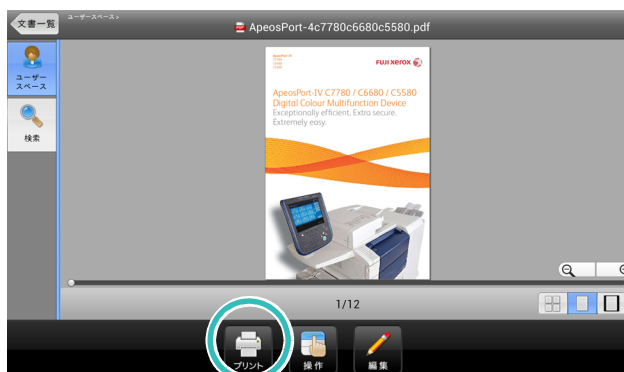 文書一覧
ユーザースペース>
ApeosPort-4c7780c6680c5580.pdf
ユーザー
スペース
検索
FUJI XEROX
ApeosPort-IV C7780 / C6680 / C5580
Digital Colour Multifunction Device
Exceptionally efficient. Extra secure.
Extremely easy.
1/12
プリント
操作
編集